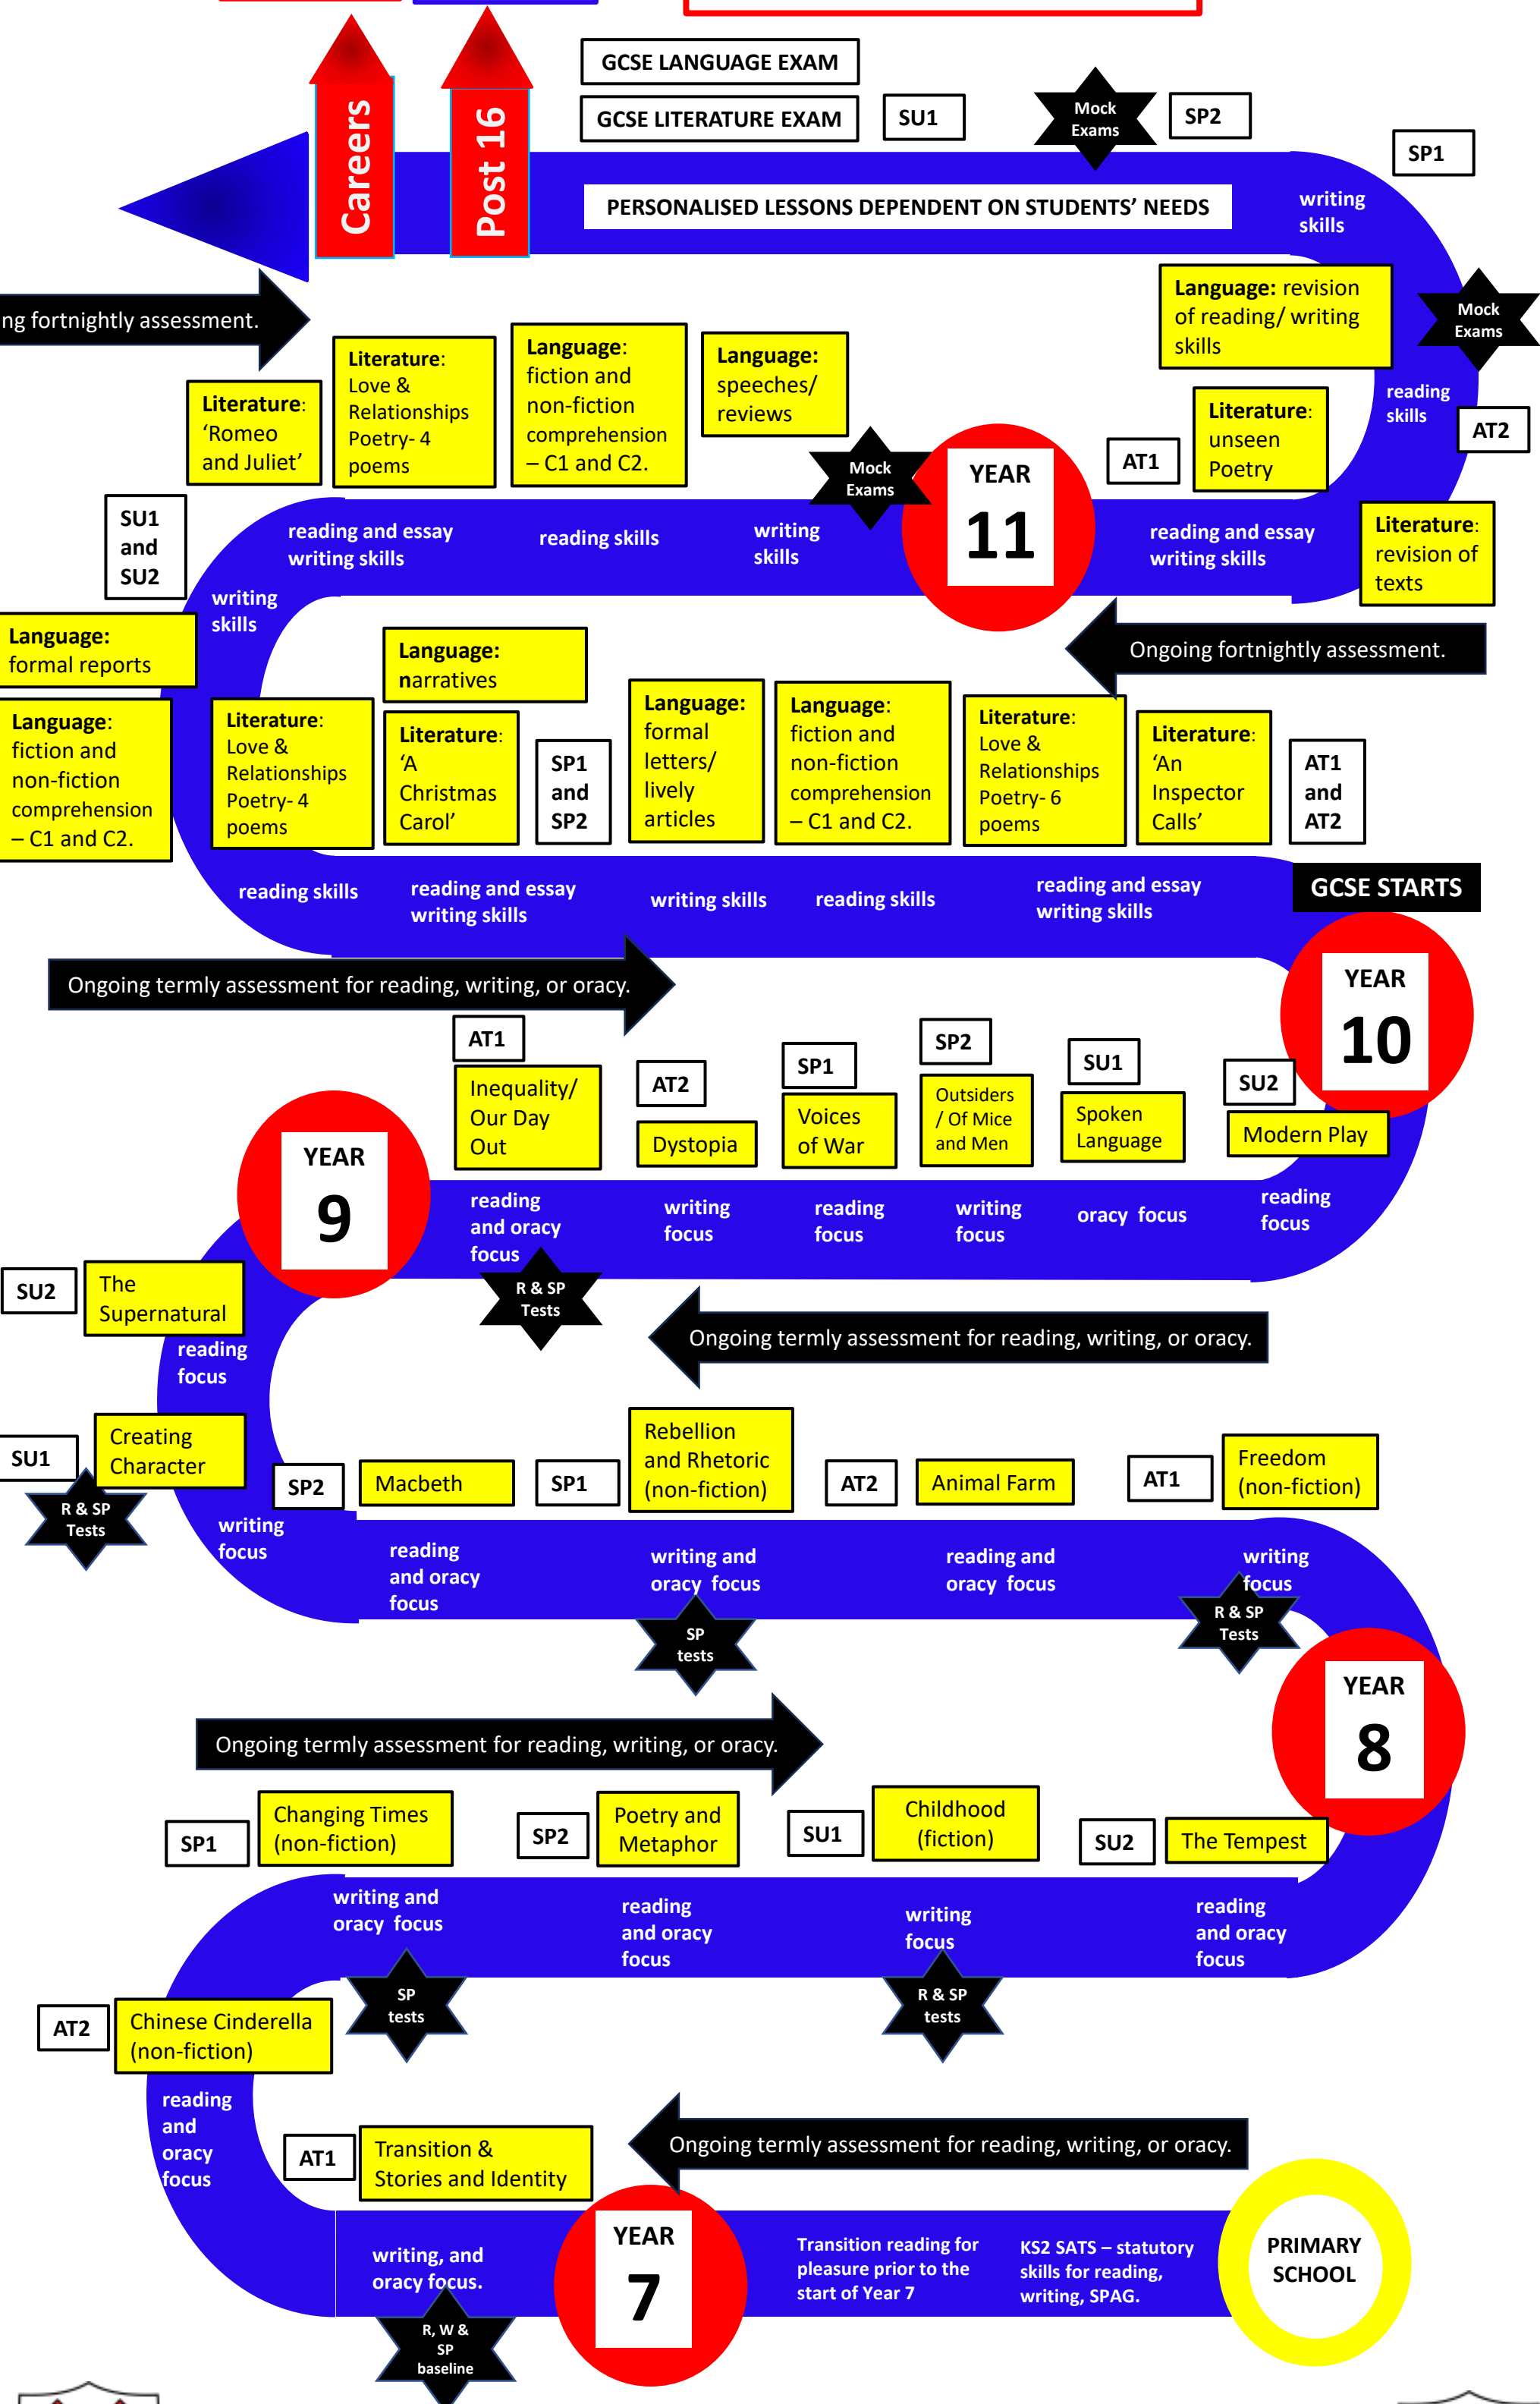 GCSE LANGUAGE EXAM
GCSE LITERATURE EXAM
SU1
Mock
Exams
SP2
SP1
Careers
Post 16
PERSONALISED LESSONS DEPENDENT ON STUDENTS' NEEDS
writing
skills
Language: revision
of reading/ writing
skills
Mock
Exams
ng fortnightly assessment.
Literature:
'Romeo
and Juliet'
Literature:
Love &
Relationships
Poetry- 4
poems
Language:
fiction and
non-fiction
comprehension
– C1 and C2.
Language:
speeches/
reviews
Mock
Exams
YEAR
11
AT1
Literature:
unseen
Poetry
reading
skills
AT2
SU1
and
SU2
reading and essay
writing skills
reading skills
writing
skills
reading and essay
writing skills
Literature:
revision of
texts
writing
skills
Language:
formal reports
Language:
narratives
Ongoing fortnightly assessment.
Language:
fiction and
non-fiction
comprehension
– C1 and C2.
Literature:
Love &
Relationships
Poetry- 4
poems
Literature:
'A
Christmas
Carol'
SP1
and
SP2
Language:
formal
letters/
lively
articles
Language:
fiction and
non-fiction
comprehension
– C1 and C2.
Literature:
Love &
Relationships
Poetry- 6
poems
Literature:
'An
Inspector
Calls'
AT1
and
AT2
reading skills
reading and essay
writing skills
writing skills
reading skills
reading and essay
writing skills
GCSE STARTS
YEAR
10
Ongoing termly assessment for reading, writing, or oracy.
AT1
Inequality/
Our Day
Out
AT2
Dystopia
SP1
Voices
of War
SP2
Outsiders
/ Of Mice
and Men
SU1
Spoken
Language
SU2
Modern Play
YEAR
9
reading
and oracy
focus
writing
focus
reading
focus
writing
focus
oracy focus
reading
focus
R & SP
Tests
SU2
The
Supernatural
reading
focus
Ongoing termly assessment for reading, writing, or oracy.
SU1
Creating
Character
R & SP
Tests
writing
focus
SP2
Macbeth
SP1
Rebellion
and Rhetoric
(non-fiction)
AT2
Animal Farm
AT1
Freedom
(non-fiction)
reading
and oracy
focus
writing and
oracy focus
reading and
oracy focus
writing
focus
SP
tests
R & SP
Tests
YEAR
8
Ongoing termly assessment for reading, writing, or oracy.
SP1
Changing Times
(non-fiction)
SP2
Poetry and
Metaphor
SU1
Childhood
(fiction)
SU2
The Tempest
writing and
oracy focus
reading
and oracy
focus
writing
focus
reading
and oracy
focus
SP
tests
R & SP
tests
AT2
Chinese Cinderella
(non-fiction)
reading
and
oracy
focus
AT1
Transition &
Stories and Identity
Ongoing termly assessment for reading, writing, or oracy.
writing, and
oracy focus.
R, W &
SP
baseline
YEAR
7
Transition reading for
pleasure prior to the
start of Year 7
KS2 SATS – statutory
skills for reading,
writing, SPAG.
PRIMARY
SCHOOL